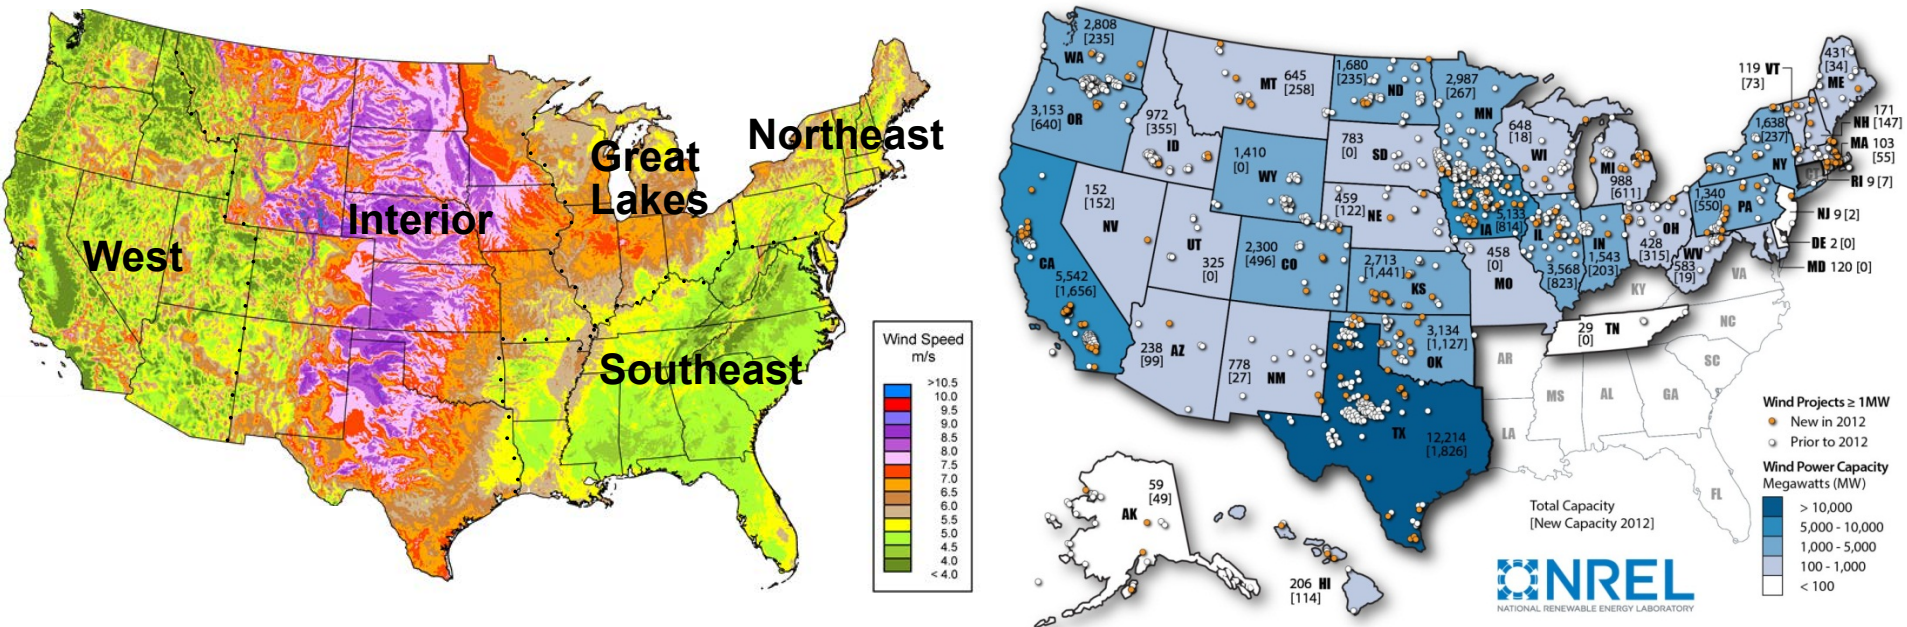 Northeast
Great
Lakes
Interior
West
Southeast
Wind Speed
m/s
>10.5
10.0
9.5
9.0
8.5
8.0
7.5
7.0
6.5
6.0
5.5
5.0
4.5
4.0
< 4.0
2,808
[235]
WA
3,153
[640]
OR
972
[355]
ID
MT
645
[258]
1,680
[235]
ND
2,987
[267]
MN
648
[18]
WI
783
[0]
SD
1,410
[0]
WY
459
[122]
NE
5,133
[814]
IA
MI
988
[611]
119 VT
[73]
431
[34]
ME
171
NH [147]
1,638
[237]
NY
MA 103
[55]
CT
RI 9 [7]
1,340
[550]
PA
NJ 9 [2]
DE 2 [0]
MD 120 [0]
152
[152]
NV
UT
325
[0]
CA
5,542
[1,656]
2,300
[496]
CO
2,713
[1,441]
KS
458
[0]
MO
IL
3,568
[823]
IN
1,543
[203]
OH
428
[315]
WV
583
[19]
VA
KY
NC
29
[0]
TN
238
[99]
AZ
778
[27]
NM
3,134
[1,127]
OK
AR
SC
MS
AL
GA
LA
TX
12,214
[1,826]
FL
59
[49]
AK
206
[114]
HI
Wind Projects ≥ 1MW
New in 2012
Prior to 2012
Wind Power Capacity
Megawatts (MW)
> 10,000
5,000 - 10,000
1,000 - 5,000
100 - 1,000
< 100
Total Capacity
[New Capacity 2012]
NREL
NATIONAL RENEWABLE ENERGY LABORATORY